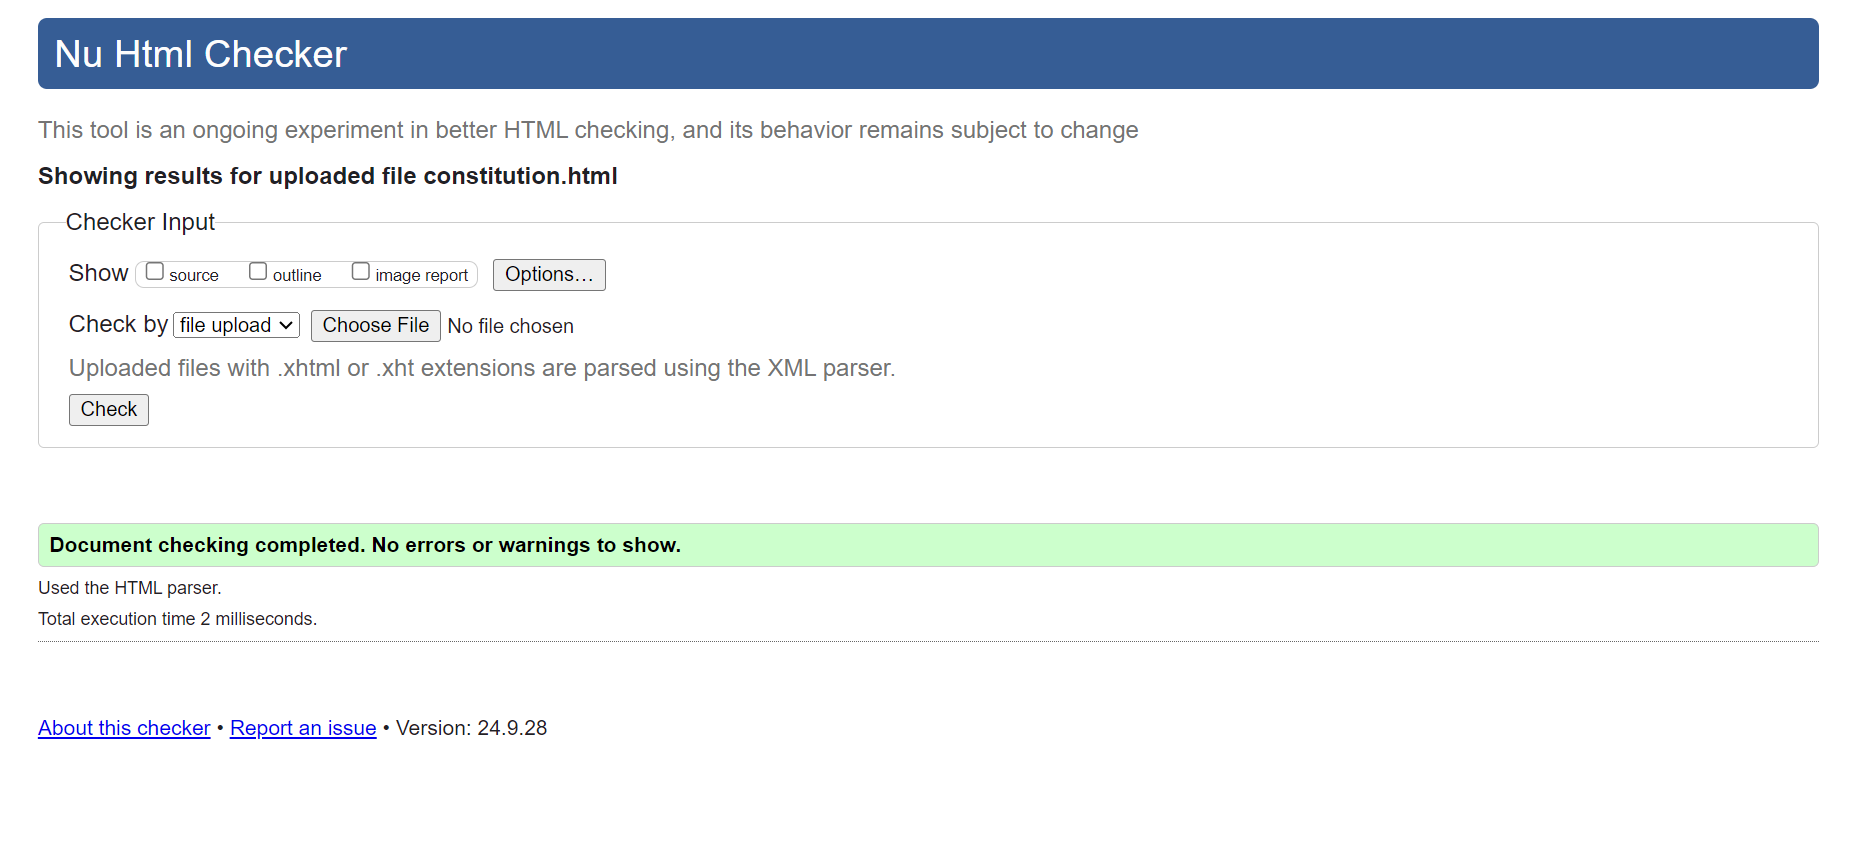 Nu Html Checker
This tool is an ongoing experiment in better HTML checking, and its behavior remains subject to change
Showing results for uploaded file constitution.html
Checker Input
Show source outline image report Options…
Check by file upload Choose File No file chosen
Uploaded files with .xhtml or .xht extensions are parsed using the XML parser.
Check
Document checking completed. No errors or warnings to show.
Used the HTML parser.
Total execution time 2 milliseconds.
About this checker • Report an issue • Version: 24.9.28